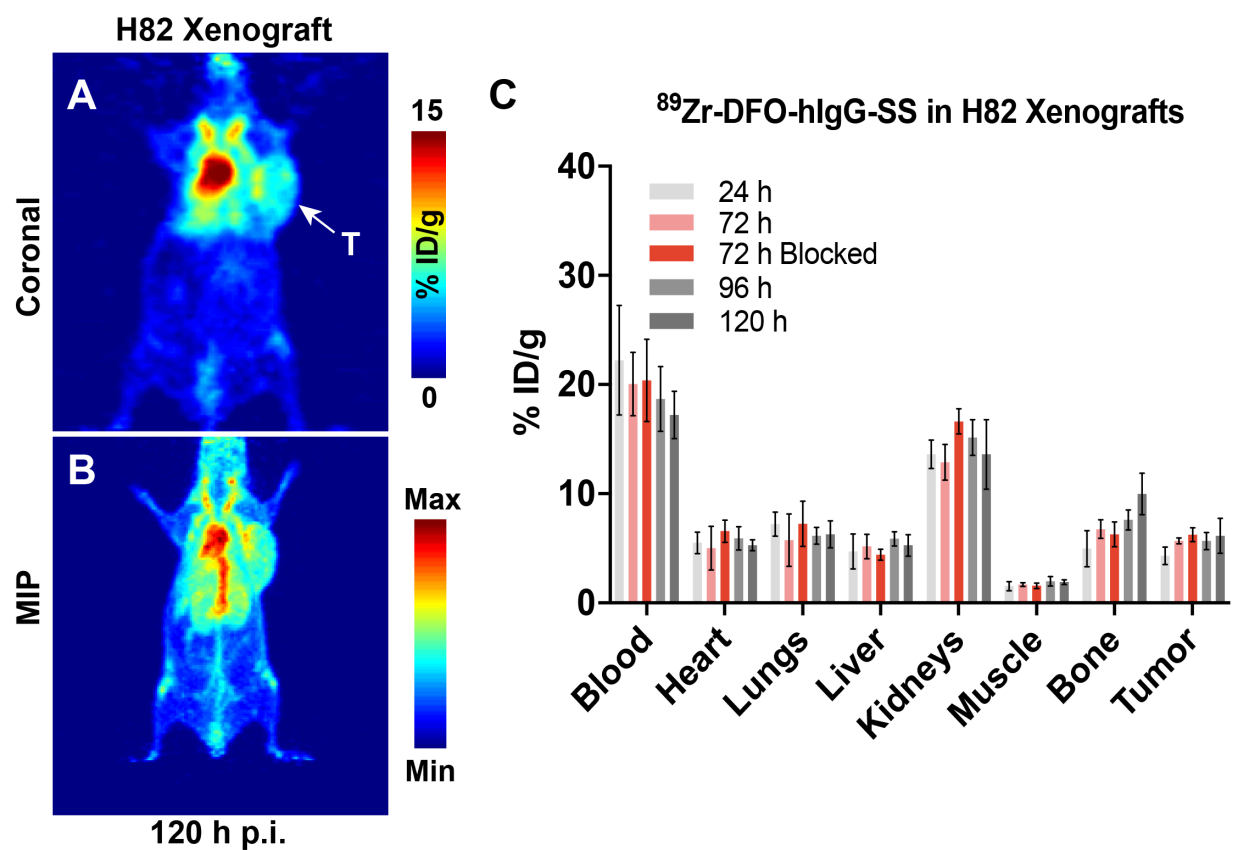 H82 Xenograft
A
Coronal
T
15
% ID/g
0
B
MIP
Max
Min
120 h p.i.
C
⁸⁹Zr-DFO-hIgG-SS in H82 Xenografts
% ID/g
40
30
20
10
0
24 h
72 h
72 h Blocked
96 h
120 h
Blood
Heart
Lungs
Liver
Kidneys
Muscle
Bone
Tumor